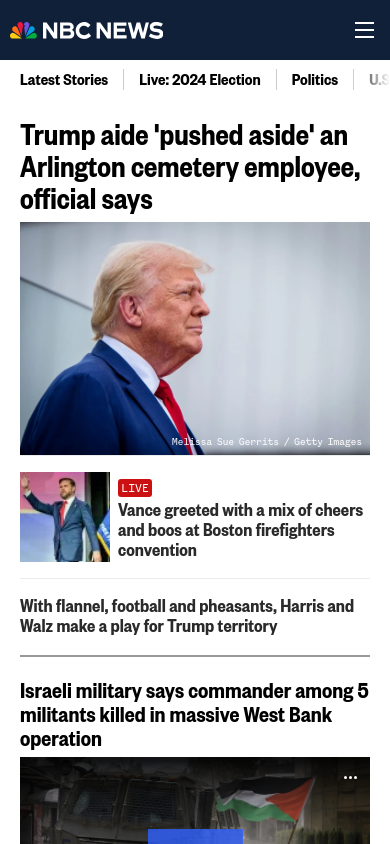 NBC NEWS
Latest Stories
Live: 2024 Election
Politics
Trump aide 'pushed aside' an
Arlington cemetery employee,
official says
Melissa Sue Gerrits / Getty Images
LIVE
Vance greeted with a mix of cheers
and boos at Boston firefighters
convention
With flannel, football and pheasants, Harris and
Walz make a play for Trump territory
Israeli military says commander among 5
militants killed in massive West Bank
operation